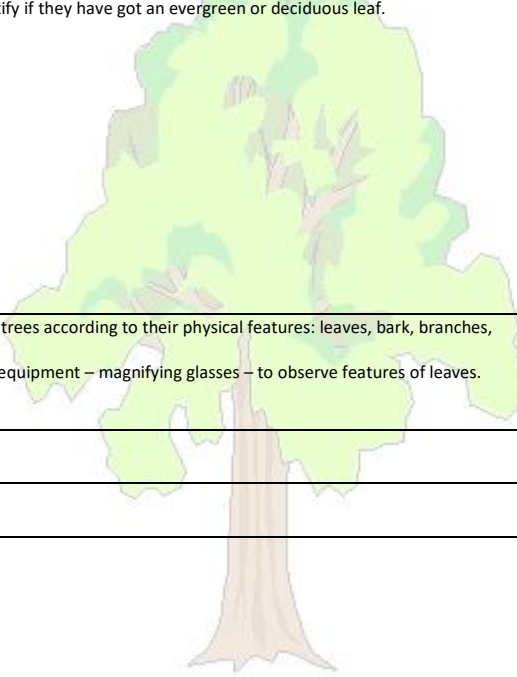 if they have got an evergreen or deciduous leaf.
trees according to their physical features: leaves, bark, branches,
equipment – magnifying glasses – to observe features of leaves.